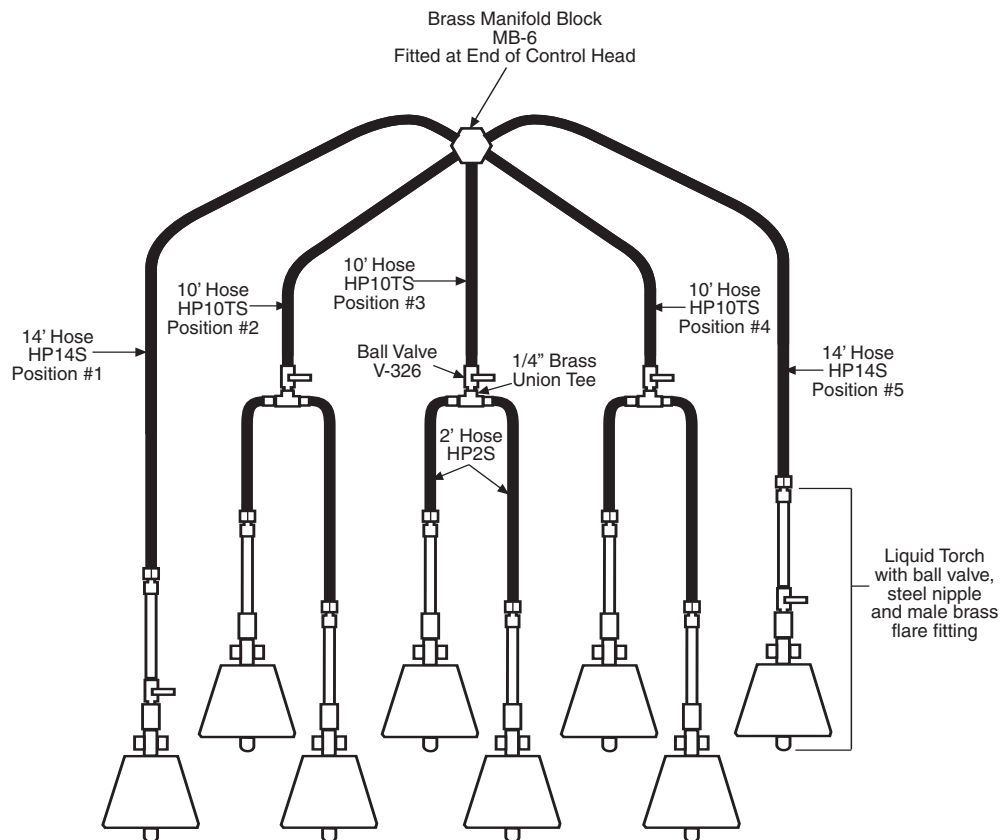 Brass Manifold Block
MB-6
Fitted at End of Control Head
10’ Hose
HP10TS
Position #3
10’ Hose
HP10TS
Position #2
10’ Hose
HP10TS
Position #4
14’ Hose
HP14S
Position #1
Ball Valve
V-326
1/4” Brass
Union Tee
14’ Hose
HP14S
Position #5
2’ Hose
HP2S
Liquid Torch
with ball valve,
steel nipple
and male brass
flare fitting